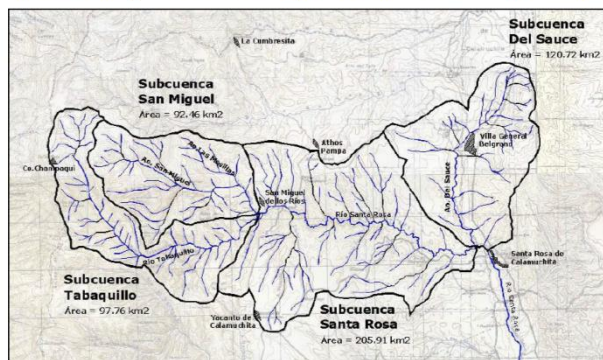 Subcuenca
Del Sauce
Área = 120.72 km2
La Cumbresita
Subcuenca
San Miguel
Área = 92.46 km2
Athos
Pampa
Villa General
Belgrano
Co. Champaqui
Ao. San Miguel
San Miguel
de los Ríos
Río Santa Rosa
Ao. Del Sauce
Río Tabaquillo
Santa Rosa de
Calamuchita
Subcuenca
Tabaquillo
Área = 97.76 km2
Yacanto de
Calamuchita
Subcuenca
Santa Rosa
Área = 205.91 km2
Río Santa Rosa